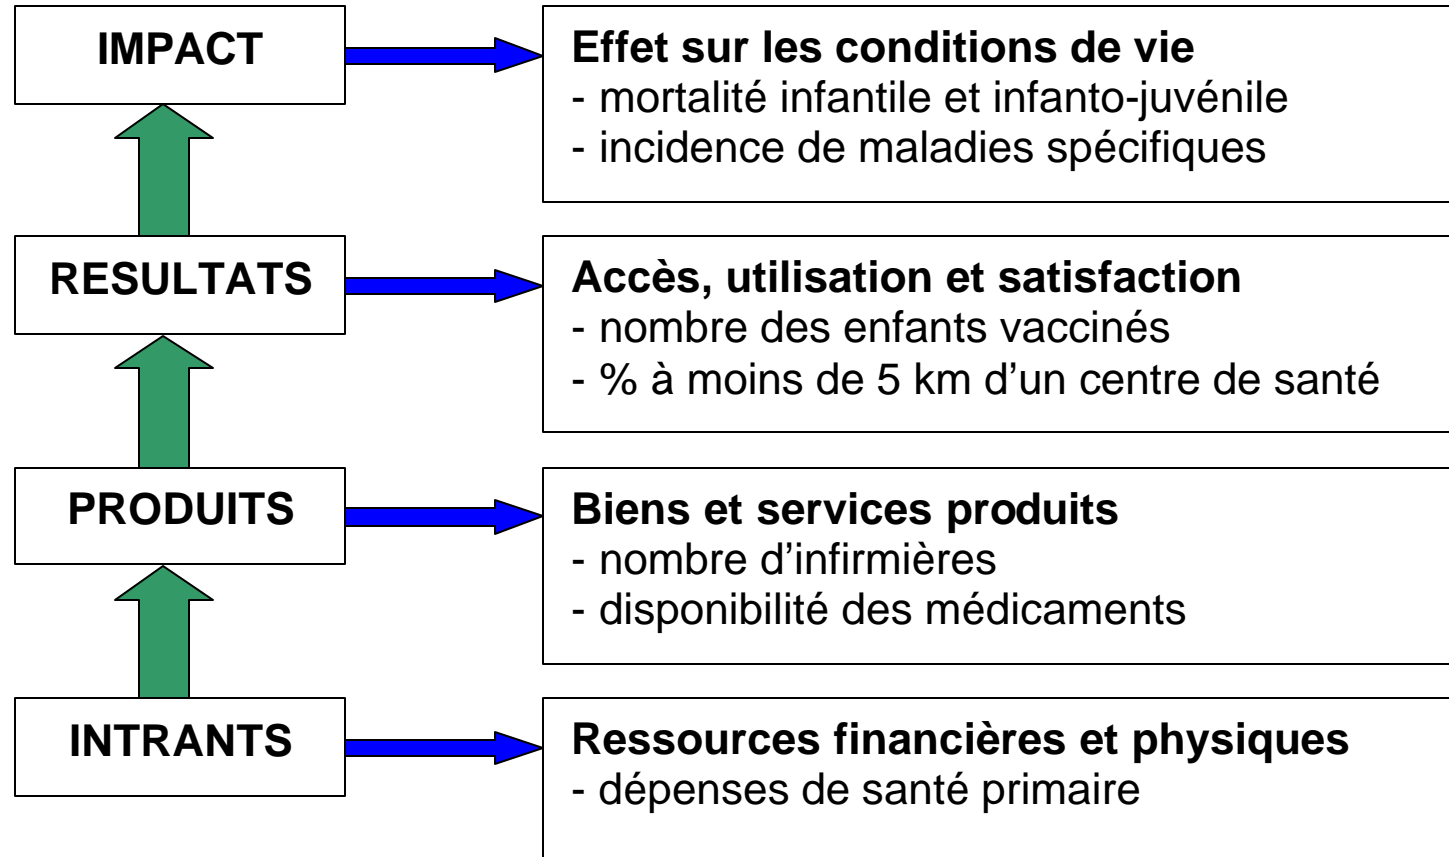 IMPACT
Effet sur les conditions de vie
- mortalité infantile et infanto-juvénile
- incidence de maladies spécifiques
RESULTATS
Accès, utilisation et satisfaction
- nombre des enfants vaccinés
- % à moins de 5 km d’un centre de santé
PRODUITS
Biens et services produits
- nombre d’infirmières
- disponibilité des médicaments
INTRANTS
Ressources financières et physiques
- dépenses de santé primaire